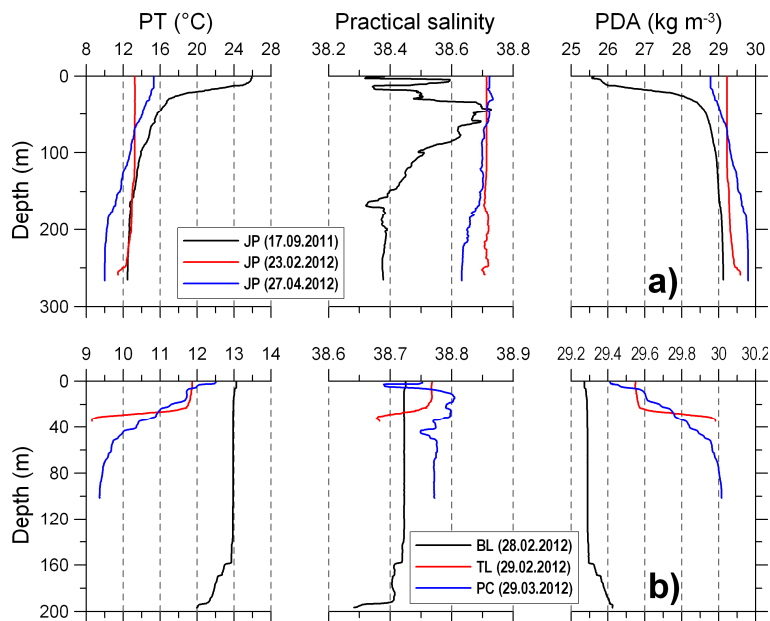 PT (°C) Practical salinity PDA (kg m-3)
8 12 16 20 24 28 38.2 38.4 38.6 38.8 25 26 27 28 29 30
0
100
200
300
Depth (m)
JP (17.09.2011)
JP (23.02.2012)
JP (27.04.2012)
a)
9 10 11 12 13 14 38.6 38.7 38.8 38.9 29.2 29.4 29.6 29.8 30 30.2
0
40
80
120
160
200
Depth (m)
BL (28.02.2012)
TL (29.02.2012)
PC (29.03.2012)
b)